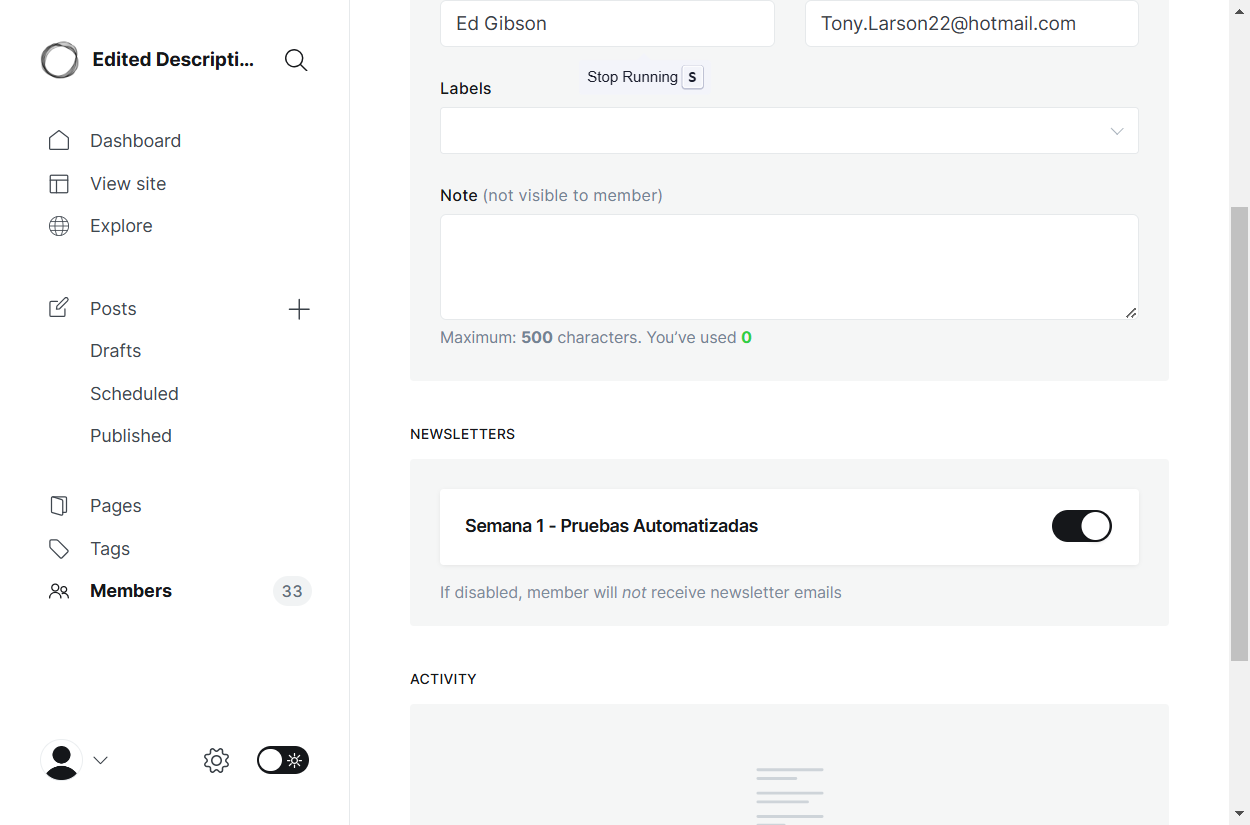 Edited Descripti...
Dashboard
View site
Explore
Posts
Drafts
Scheduled
Published
Pages
Tags
Members 33
Ed Gibson Tony.Larson22@hotmail.com
Stop Running S
Labels
Note (not visible to member)
Maximum: 500 characters. You’ve used 0
NEWSLETTERS
Semana 1 - Pruebas Automatizadas
If disabled, member will not receive newsletter emails
ACTIVITY